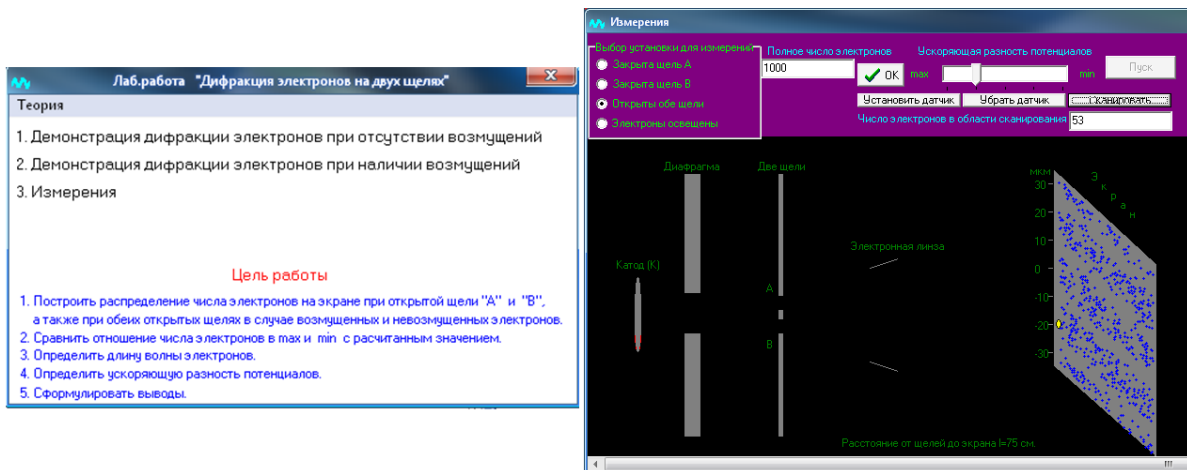 Лаб.работа "Дифракция электронов на двух щелях"
Теория
1. Демонстрация дифракции электронов при отсутствии возмущений
2. Демонстрация дифракции электронов при наличии возмущений
3. Измерения
Цель работы
1. Построить распределение числа электронов на экране при открытой щели "А" и "В",
а также при обеих открытых щелях в случае возмущенных и невозмущенных электронов.
2. Сравнить отношение числа электронов в max и min с расчитанным значением.
3. Определить длину волны электронов.
4. Определить ускоряющую разность потенциалов.
5. Сформулировать выводы.
Измерения
Выбор установки для измерений
Закрыта щель А
Закрыта щель В
Открыты обе щели
Электроны освещены
Полное число электронов
1000
OK
Ускоряющая разность потенциалов
max
min
Пуск
Установить датчик
Убрать датчик
Сканировать
Число электронов в области сканирования
53
Диафрагма
Две щели
Катод (К)
А
В
Электронная линза
мкм
30
20
10
0
-10
-20
-30
Экран
Расстояние от щелей до экрана l=75 см.